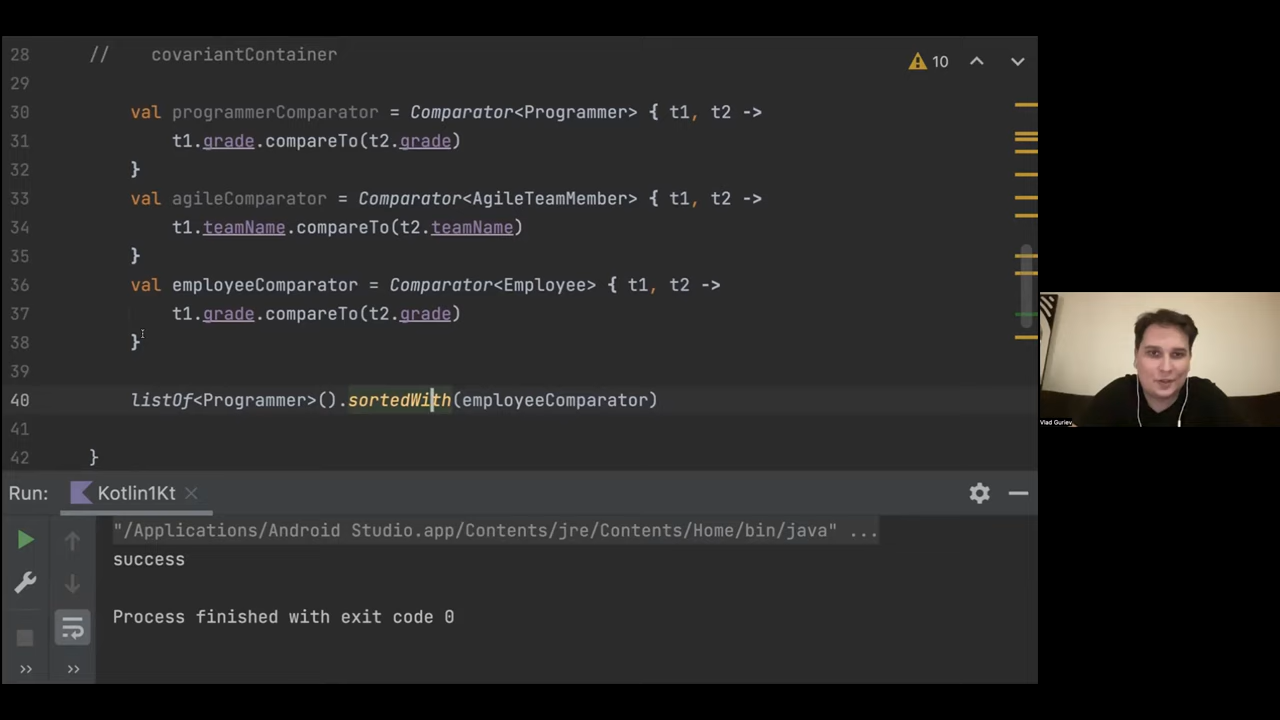 28 // covariantContainer
29
10
30 val programmerComparator = Comparator<Programmer> { t1, t2 ->
31 t1.grade.compareTo(t2.grade)
32 }
33 val agileComparator = Comparator<AgileTeamMember> { t1, t2 ->
34 t1.teamName.compareTo(t2.teamName)
35 }
36 val employeeComparator = Comparator<Employee> { t1, t2 ->
37 t1.grade.compareTo(t2.grade)
38 }
39
40 listOf<Programmer>().sortedWith(employeeComparator)
41
42 }
Vlad Guriev
Run: Kotlin1Kt
"/Applications/Android Studio.app/Contents/jre/Contents/Home/bin/java" ...
success
Process finished with exit code 0